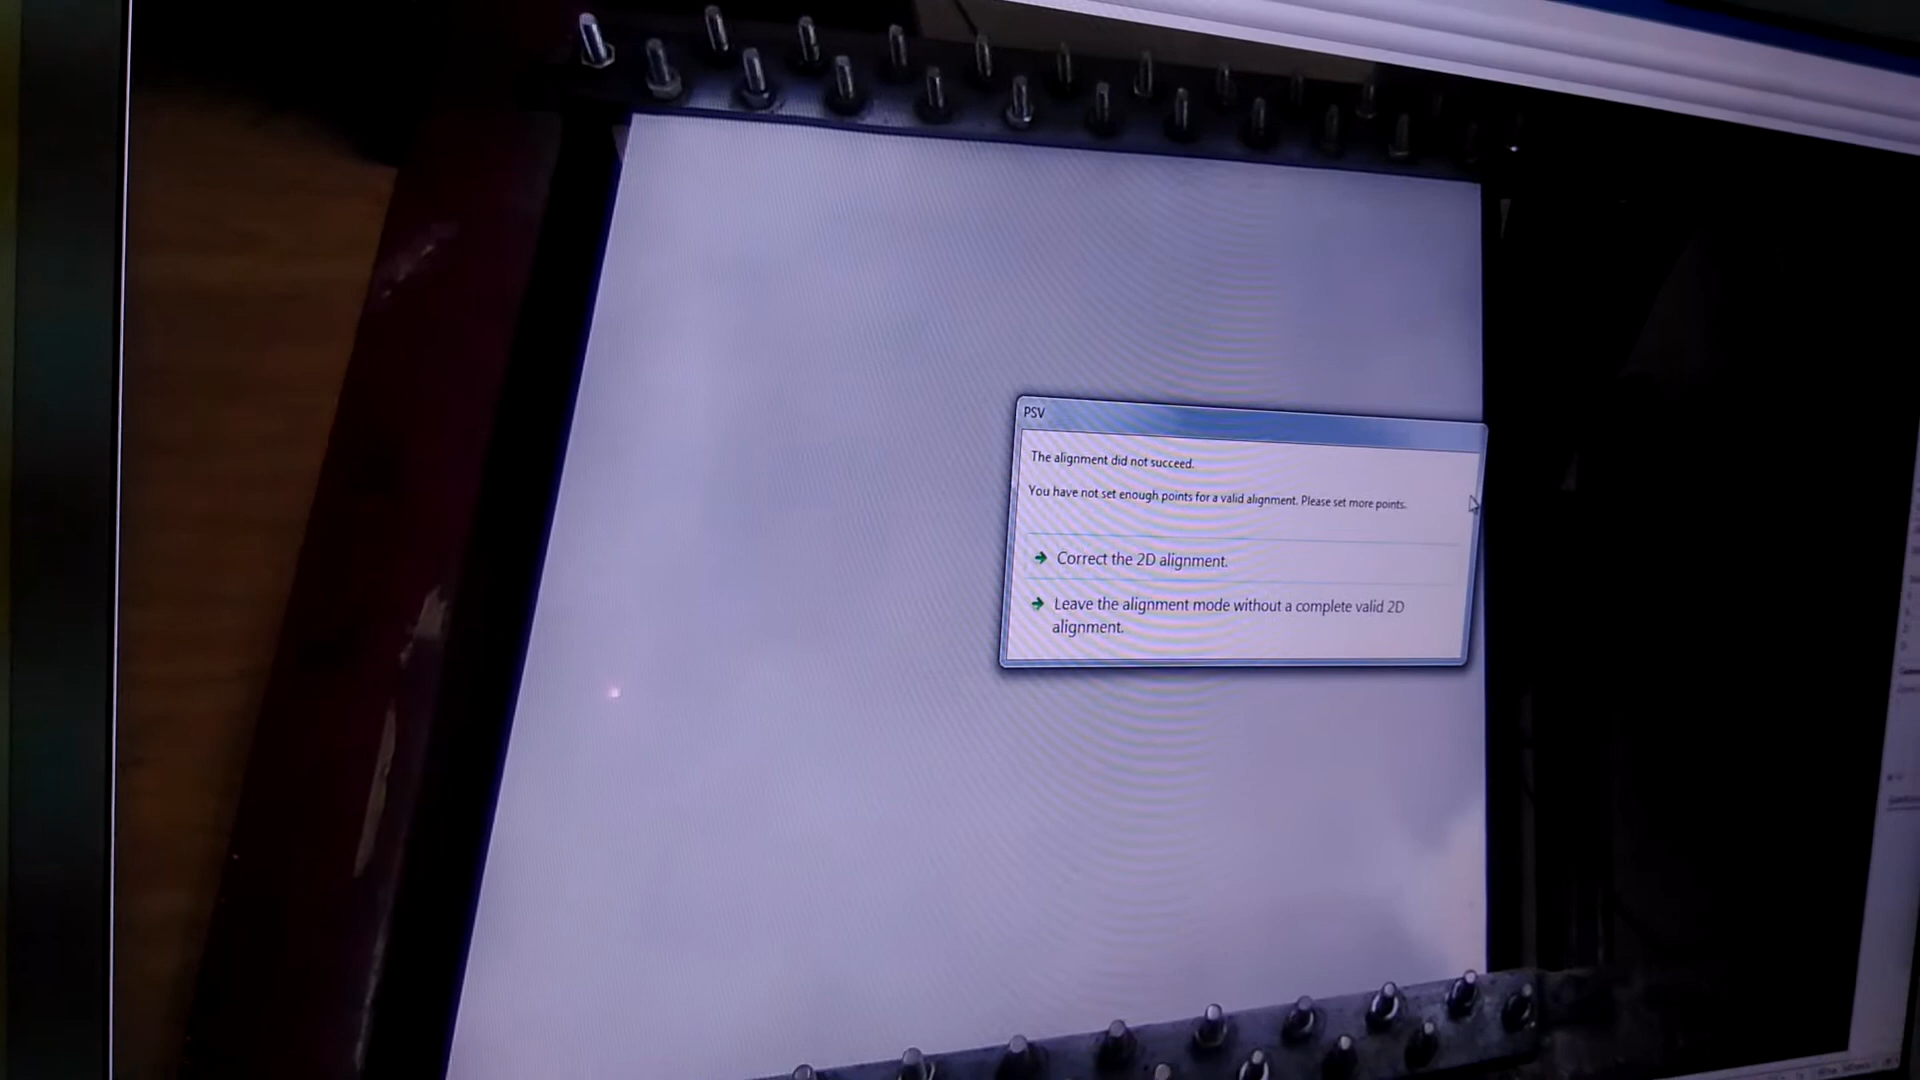 PSV
The alignment did not succeed.
You have not set enough points for a valid alignment. Please set more points.
Correct the 2D alignment.
Leave the alignment mode without a complete valid 2D
alignment.